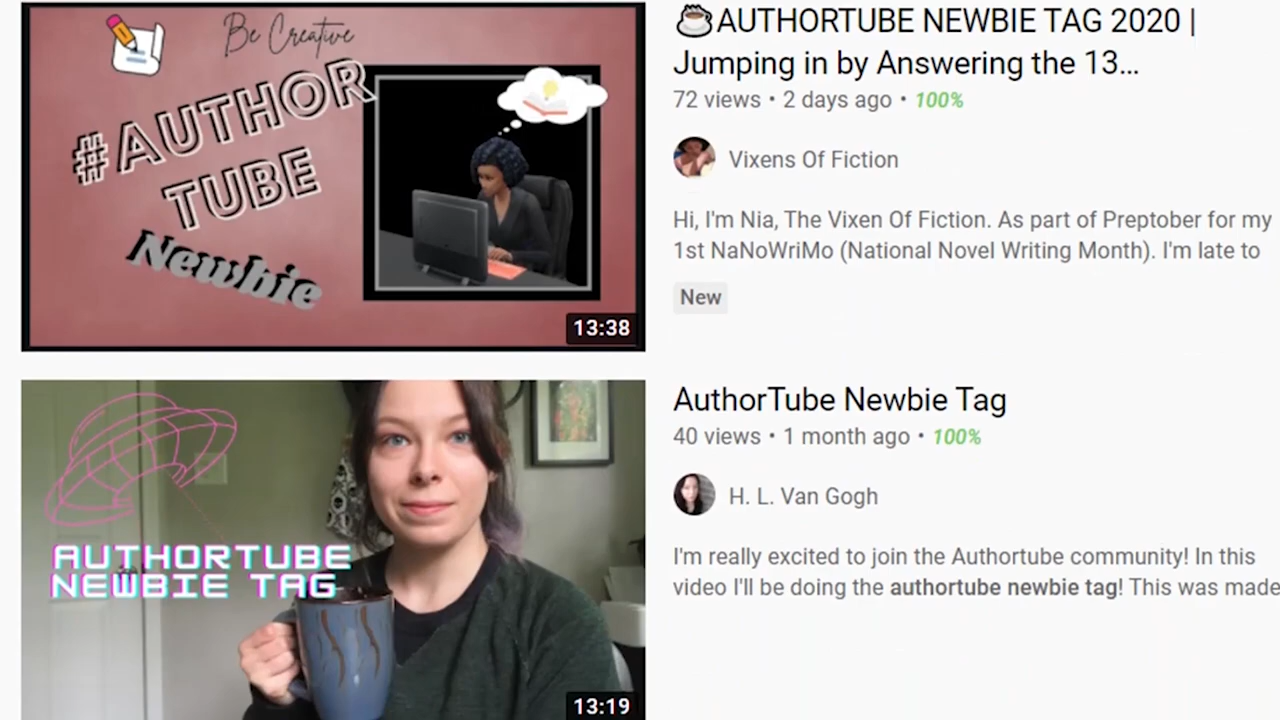 Be Creative
#AUTHOR
TUBE
Newbie
13:38
☕AUTHORTUBE NEWBIE TAG 2020 |
Jumping in by Answering the 13...
72 views • 2 days ago • 100%
Vixens Of Fiction
Hi, I'm Nia, The Vixen Of Fiction. As part of Preptober for my
1st NaNoWriMo (National Novel Writing Month). I'm late to
New
AUTHORTUBE
NEWBIE TAG
13:19
AuthorTube Newbie Tag
40 views • 1 month ago • 100%
H. L. Van Gogh
I'm really excited to join the Authortube community! In this
video I'll be doing the authortube newbie tag! This was made